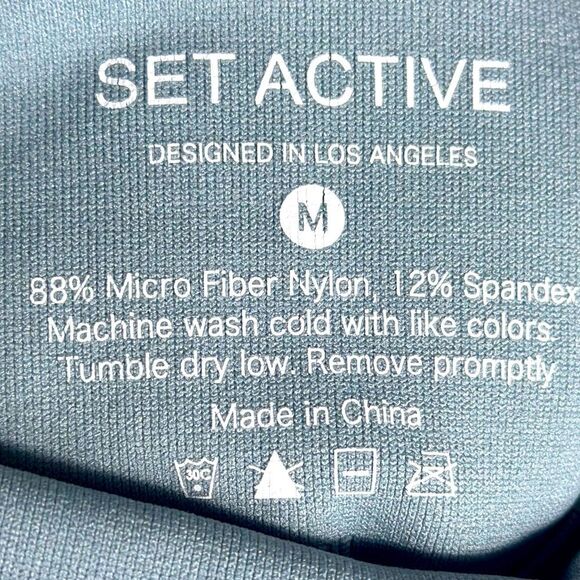 SET ACTIVE
DESIGNED IN LOS ANGELES
M
88% Micro Fiber Nylon, 12% Spandex
Machine wash cold with like colors.
Tumble dry low. Remove promptly
Made in China
30C